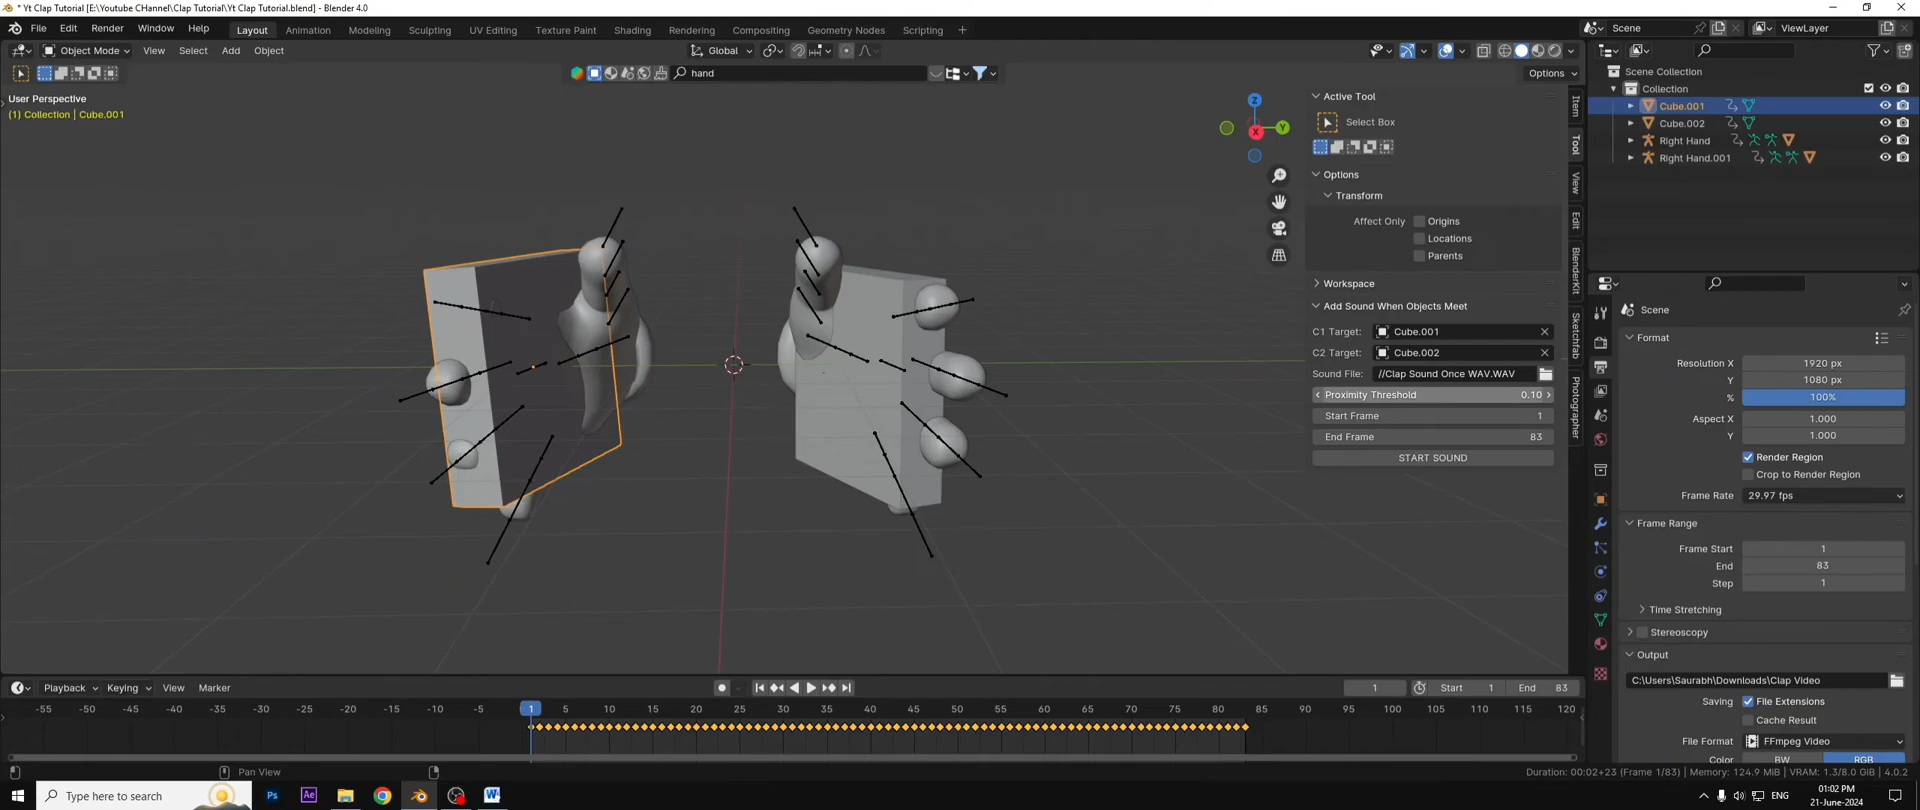 * Yt Clap Tutorial [E:\Youtube CHannel\Clap Tutorial\Yt Clap Tutorial.blend] - Blender 4.0
File Edit Render Window Help Layout Animation Modeling Sculpting UV Editing Texture Paint Shading Rendering Compositing Geometry Nodes Scripting + Scene ViewLayer
Object Mode View Select Add Object Global
hand Options
User Perspective
(1) Collection | Cube.001
Z
Y
X
Active Tool
Select Box
Options
Transform
Affect Only Origins
Locations
Parents
Workspace
Add Sound When Objects Meet
C1 Target: Cube.001
C2 Target: Cube.002
Sound File: //Clap Sound Once WAV.WAV
Proximity Threshold 0.10
Start Frame 1
End Frame 83
START SOUND
Item
Tool
View
Edit
BlenderKit
Sketchfab
Photographer
Scene Collection
Collection
Cube.001
Cube.002
Right Hand
Right Hand.001
Scene
Format
Resolution X 1920 px
Y 1080 px
% 100%
Aspect X 1.000
Y 1.000
Render Region
Crop to Render Region
Frame Rate 29.97 fps
Frame Range
Frame Start 1
End 83
Step 1
Time Stretching
Stereoscopy
Output
C:\Users\Saurabh\Downloads\Clap Video
Saving File Extensions
Cache Result
File Format FFmpeg Video
Color BW RGB
Playback Keying View Marker 1 Start 1 End 83
-55 -50 -45 -40 -35 -30 -25 -20 -15 -10 -5 1 5 10 15 20 25 30 35 40 45 50 55 60 65 70 75 80 85 90 95 100 105 110 115 120
Pan View
Duration: 00:02+23 (Frame 1/83) | Memory: 124.9 MiB | VRAM: 1.3/8.0 GiB | 4.0.2
Type here to search Ps Ae W ENG 01:02 PM
21-June-2024